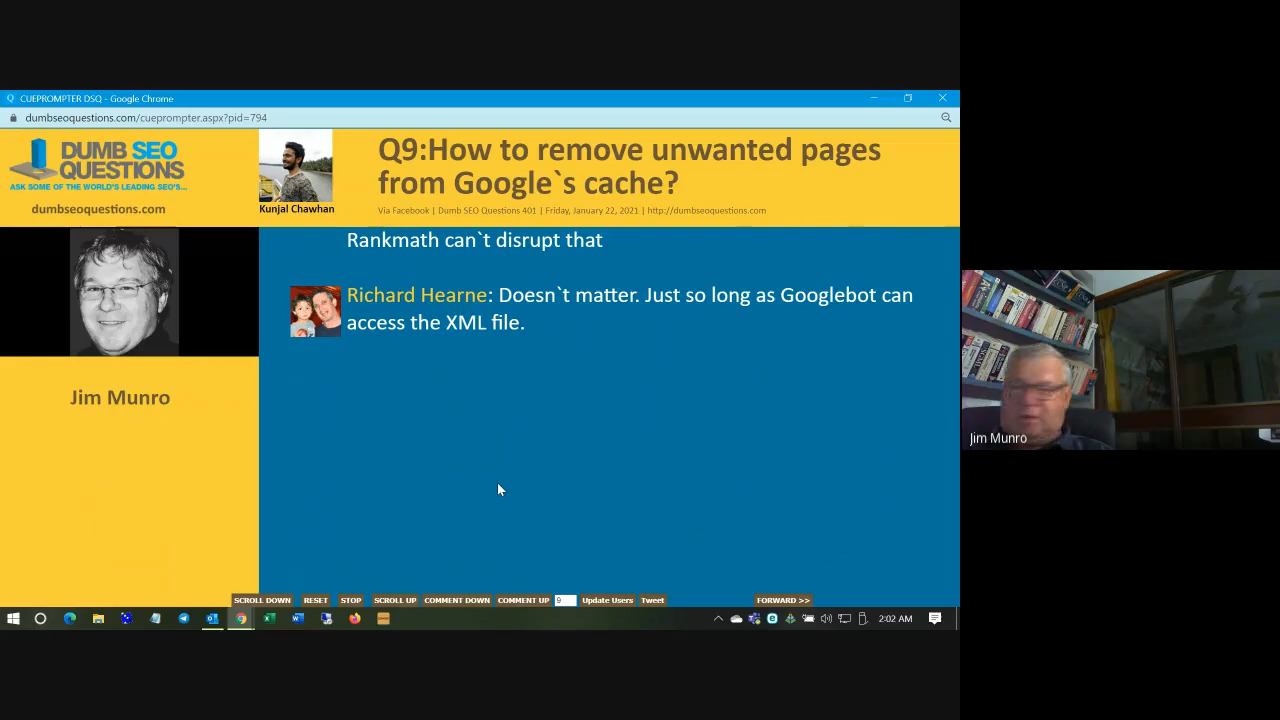 CUEPROMPTER DSQ - Google Chrome
dumbseoquestions.com/cueprompter.aspx?pid=794
DUMB SEO
QUESTIONS
ASK SOME OF THE WORLD'S LEADING SEO'S...
dumbseoquestions.com
Kunjal Chawhan
Q9:How to remove unwanted pages
from Google`s cache?
Via Facebook | Dumb SEO Questions 401 | Friday, January 22, 2021 | http://dumbseoquestions.com
Rankmath can`t disrupt that
Richard Hearne: Doesn`t matter. Just so long as Googlebot can
access the XML file.
Jim Munro
Jim Munro
SCROLL DOWN RESET STOP SCROLL UP COMMENT DOWN COMMENT UP 9 Update Users Tweet FORWARD >>
2:02 AM